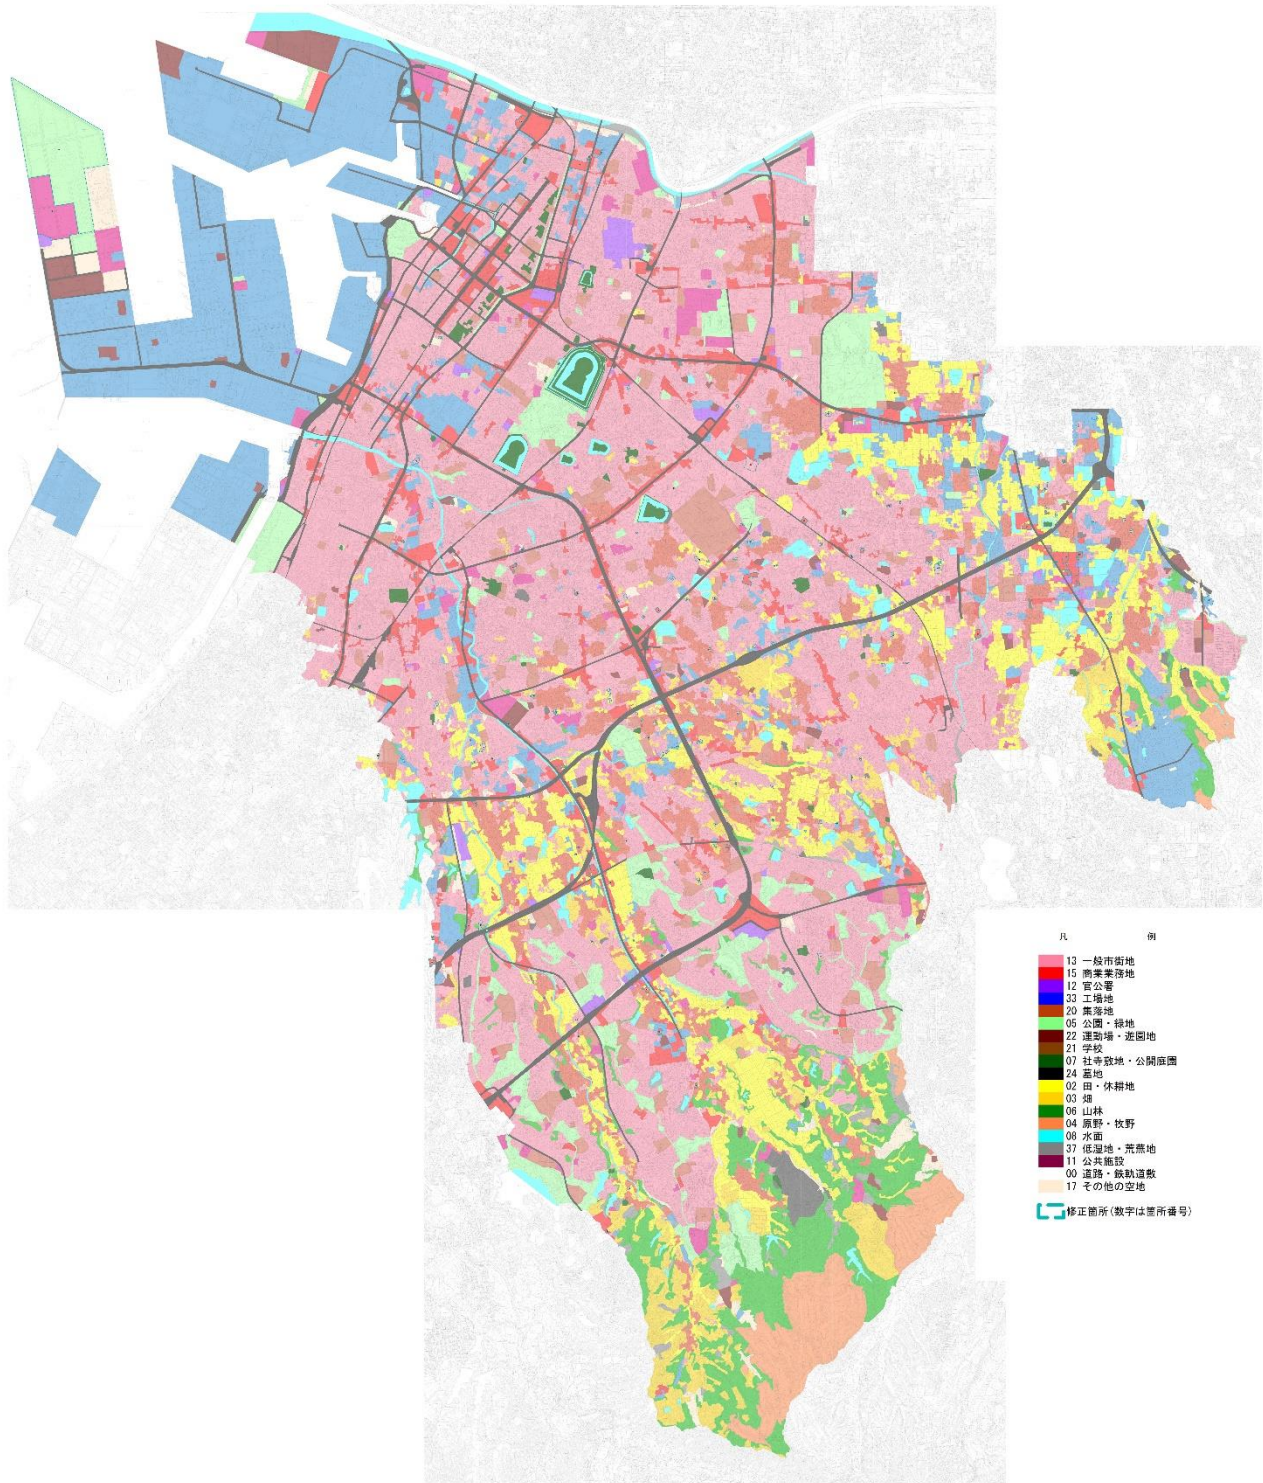 凡　例
13 一般市街地
15 商業業務地
12 官公署
33 工場地
20 集落地
05 公園・緑地
22 運動場・遊園地
21 学校
07 社寺敷地・公開庭園
24 墓地
02 田・休耕地
03 畑
06 山林
04 原野・牧野
08 水面
37 低湿地・荒蕪地
11 公共施設
00 道路・鉄軌道敷
17 その他の空地
修正箇所(数字は箇所番号)